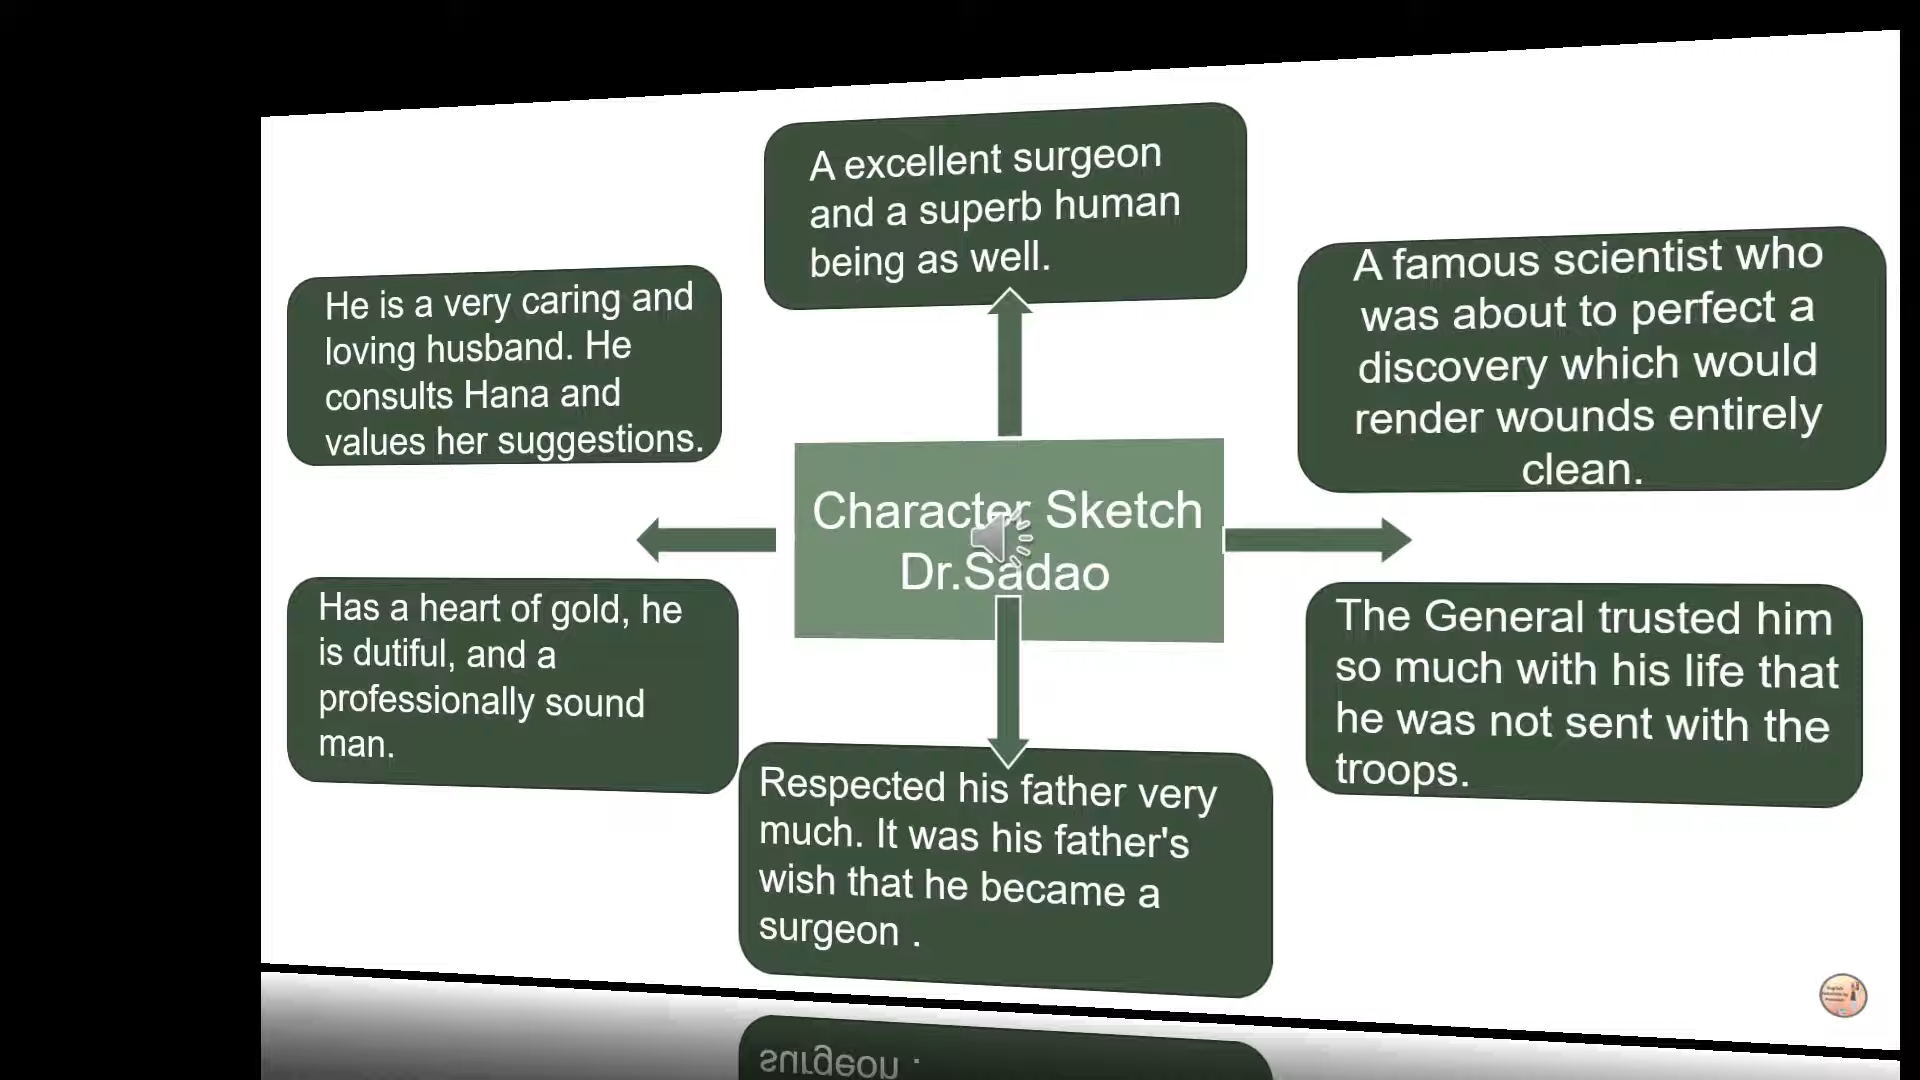 A excellent surgeon
and a superb human
being as well.
He is a very caring and
loving husband. He
consults Hana and
values her suggestions.
A famous scientist who
was about to perfect a
discovery which would
render wounds entirely
clean.
Character Sketch
Dr.Sadao
Has a heart of gold, he
is dutiful, and a
professionally sound
man.
The General trusted him
so much with his life that
he was not sent with the
troops.
Respected his father very
much. It was his father's
wish that he became a
surgeon .
surgeon .